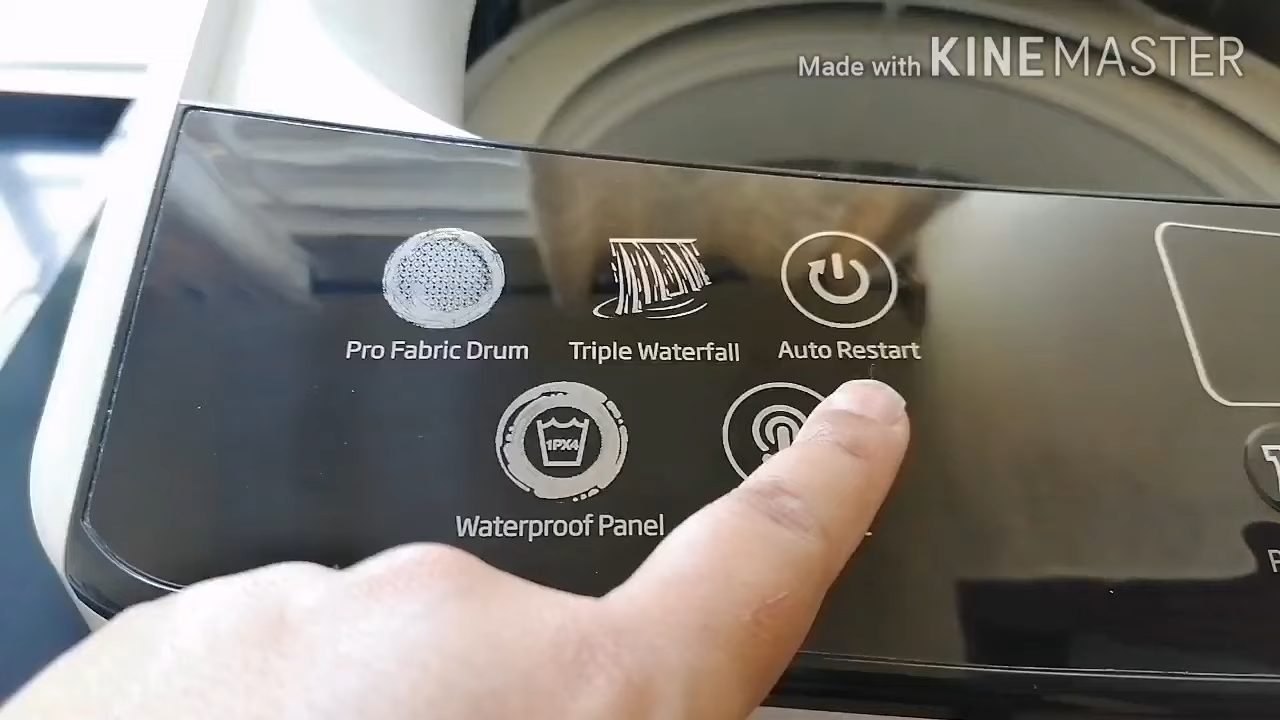 Made with KINEMASTER
Pro Fabric Drum
Triple Waterfall
Auto Restart
1PX4
Waterproof Panel